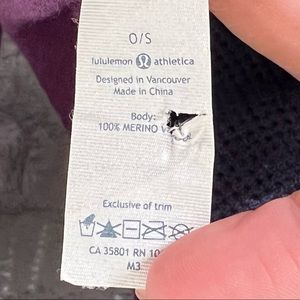 O/S
lululemon athletica
Designed in Vancouver
Made in China
Body:
100% MERINO
Exclusive of trim
CA 35801 RN
M3